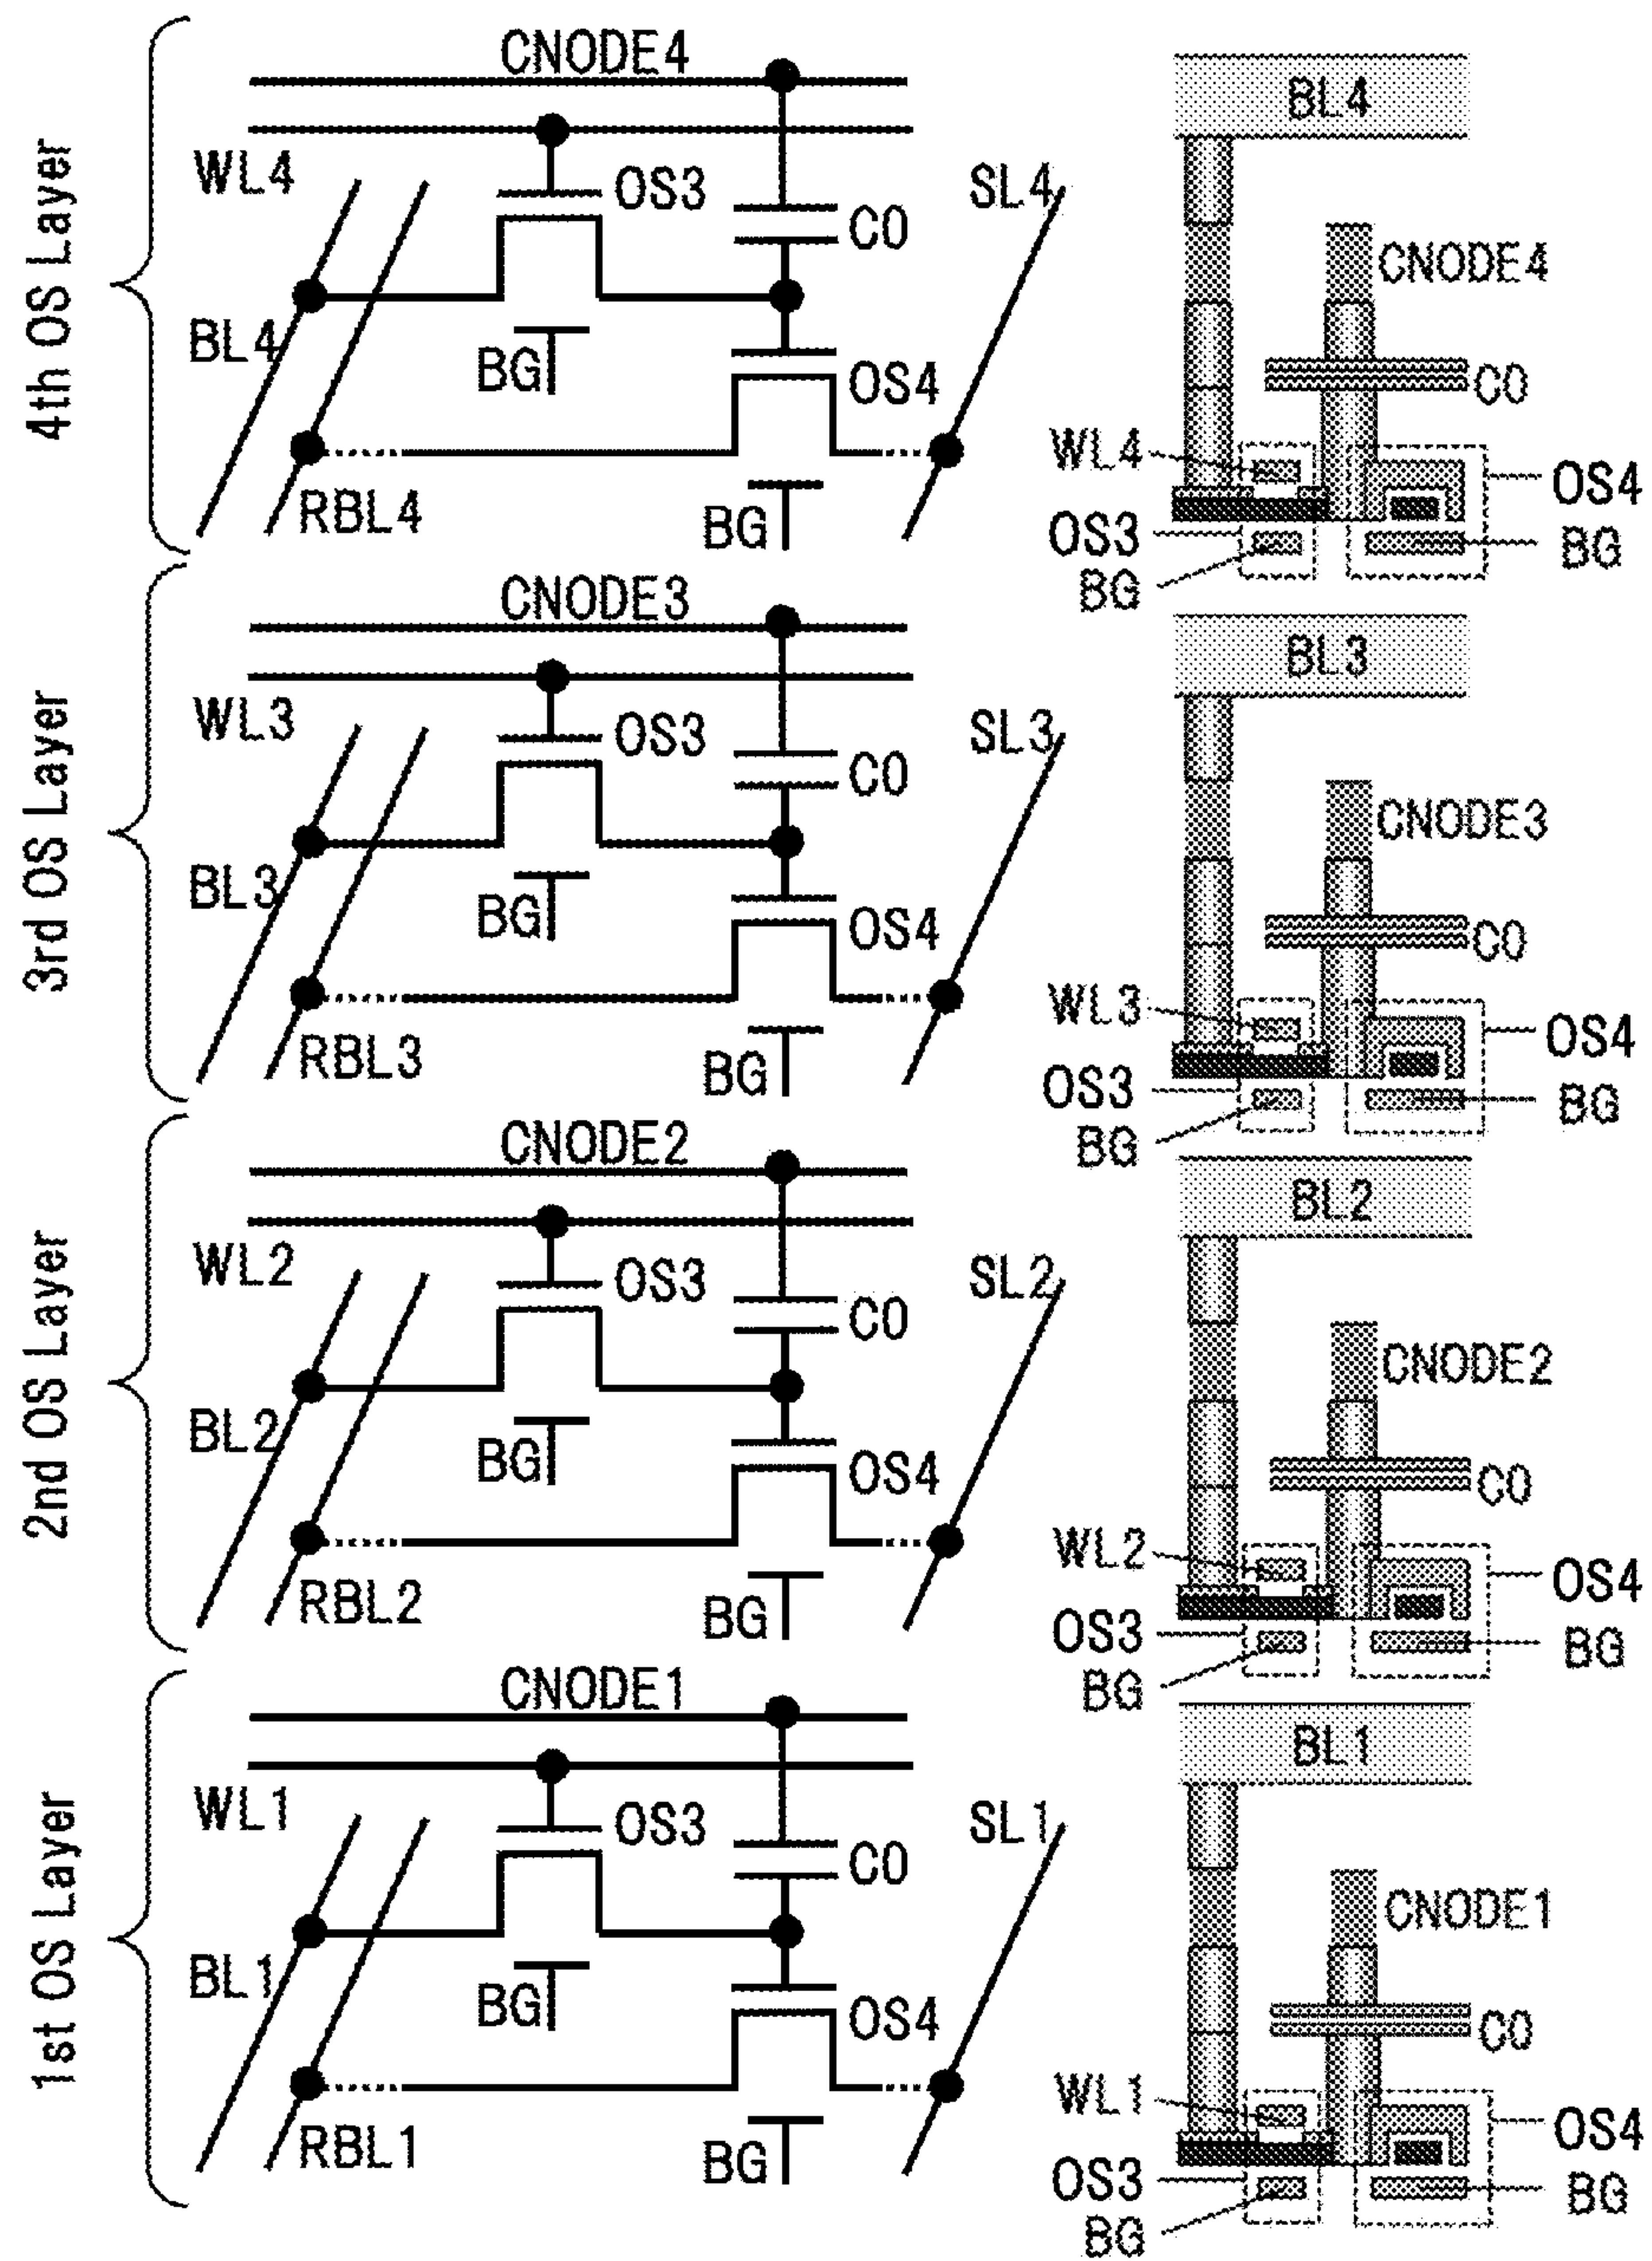 4th OS Layer
CNODE4
WL4
OS3
SL4
C0
BL4
BG
OS4
RBL4
BG
BL4
CNODE4
C0
WL4
OS4
OS3
BG
BG
3rd OS Layer
CNODE3
WL3
OS3
SL3
C0
BL3
BG
OS4
RBL3
BG
BL3
CNODE3
C0
WL3
OS4
OS3
BG
BG
2nd OS Layer
CNODE2
WL2
OS3
SL2
C0
BL2
BG
OS4
RBL2
BG
BL2
CNODE2
C0
WL2
OS4
OS3
BG
BG
1st OS Layer
CNODE1
WL1
OS3
SL1
C0
BL1
BG
OS4
RBL1
BG
BL1
CNODE1
C0
WL1
OS4
OS3
BG
BG